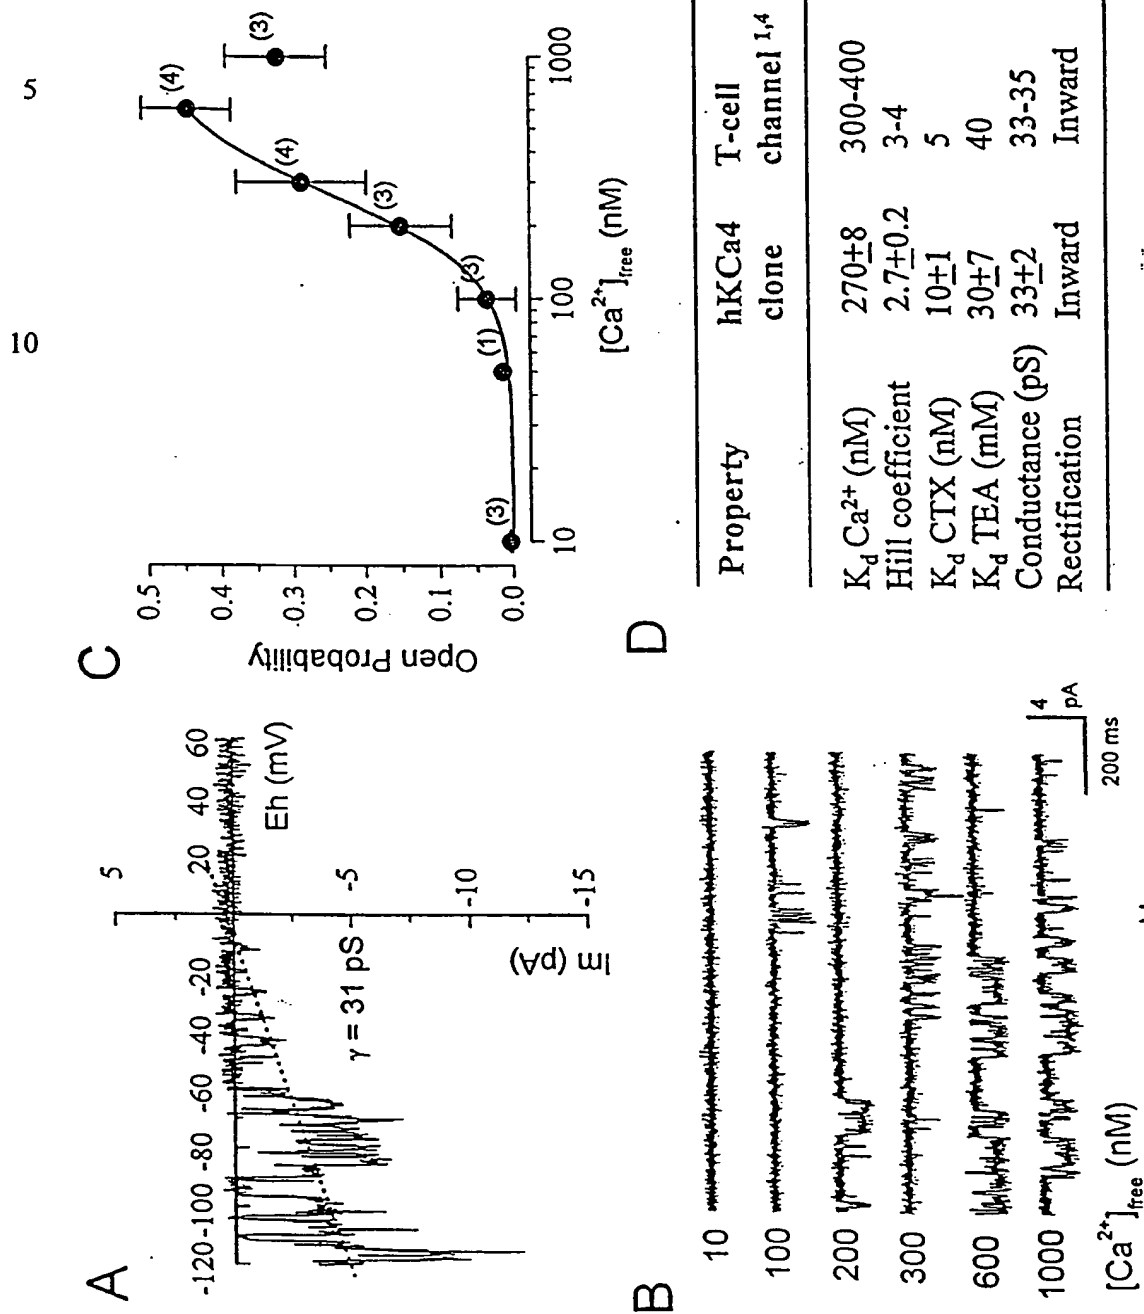 5
10
A
5
-120
-100
-80
-60
-40
-20
20
40
60
Eh (mV)
-5
-10
-15
Im (pA)
γ = 31 pS
B
10
100
200
300
600
1000
[Ca²⁺]free (nM)
4
pA
200 ms
C
Open Probability
0.5
0.4
0.3
0.2
0.1
0.0
(3)
(1)
(3)
(3)
(4)
(4)
(3)
10
100
1000
[Ca²⁺]free (nM)
D
Property hKCa4 clone T-cell channel ¹,⁴
Kd Ca²⁺ (nM) 270±8 300-400
Hill coefficient 2.7±0.2 3-4
Kd CTX (nM) 10±1 5
Kd TEA (mM) 30±7 40
Conductance (pS) 33±2 33-35
Rectification Inward Inward